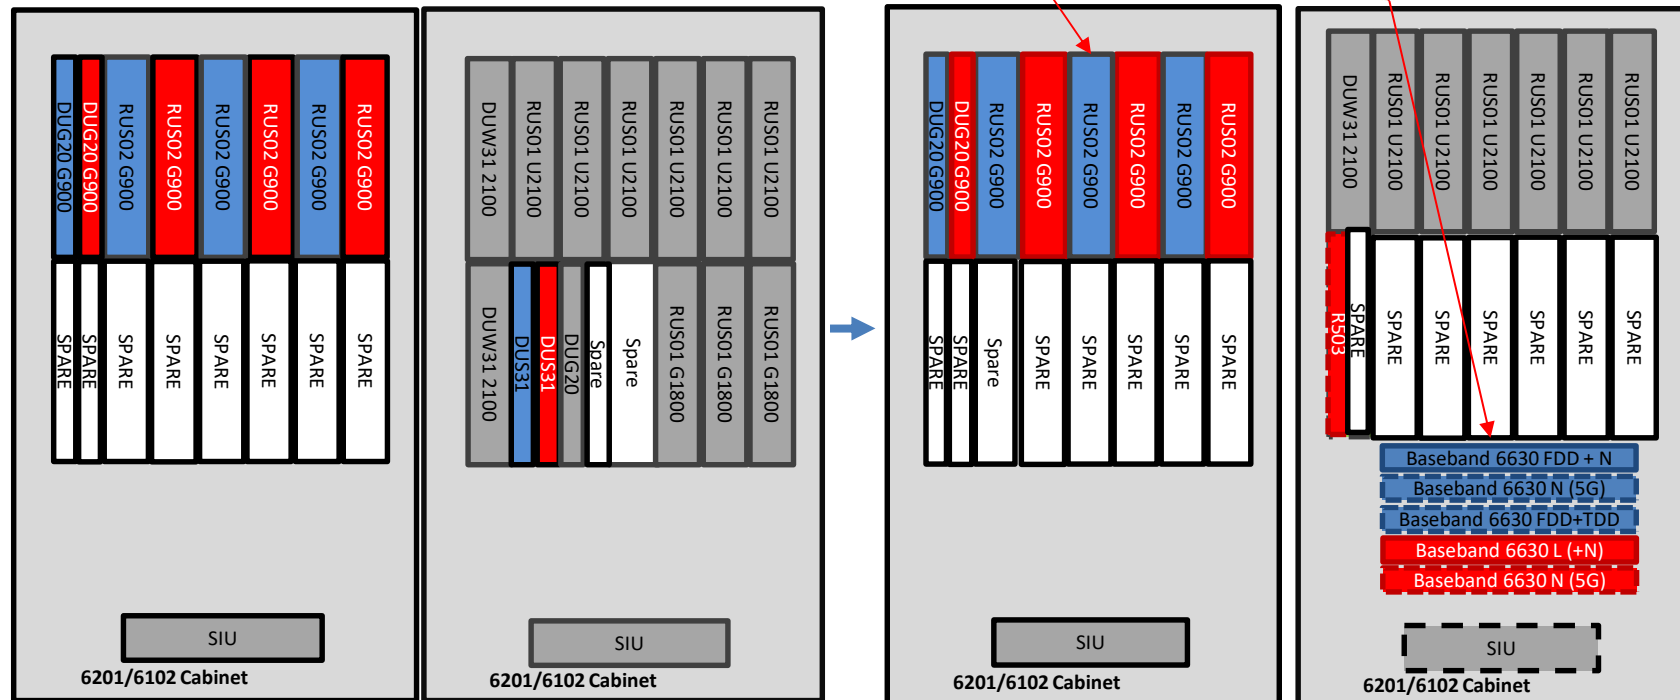 DUG20 G900
DUG20 G900
RUS02 G900
RUS02 G900
RUS02 G900
RUS02 G900
RUS02 G900
RUS02 G900
SPARE
SPARE
SPARE
SPARE
SPARE
SPARE
SPARE
SPARE
SIU
6201/6102 Cabinet
DUW31 2100
RUS01 U2100
RUS01 U2100
RUS01 U2100
RUS01 U2100
RUS01 U2100
RUS01 U2100
DUW31 2100
DUS31
DUS31
DUG20
Spare
Spare
RUS01 G1800
RUS01 G1800
RUS01 G1800
SIU
6201/6102 Cabinet
DUG20 G900
DUG20 G900
RUS02 G900
RUS02 G900
RUS02 G900
RUS02 G900
RUS02 G900
RUS02 G900
SPARE
SPARE
Spare
SPARE
SPARE
SPARE
SPARE
SPARE
SIU
6201/6102 Cabinet
DUW31 2100
RUS01 U2100
RUS01 U2100
RUS01 U2100
RUS01 U2100
RUS01 U2100
RUS01 U2100
R503
SPARE
SPARE
SPARE
SPARE
SPARE
SPARE
SPARE
Baseband 6630 FDD + N
Baseband 6630 N (5G)
Baseband 6630 FDD+TDD
Baseband 6630 L (+N)
Baseband 6630 N (5G)
SIU
6201/6102 Cabinet